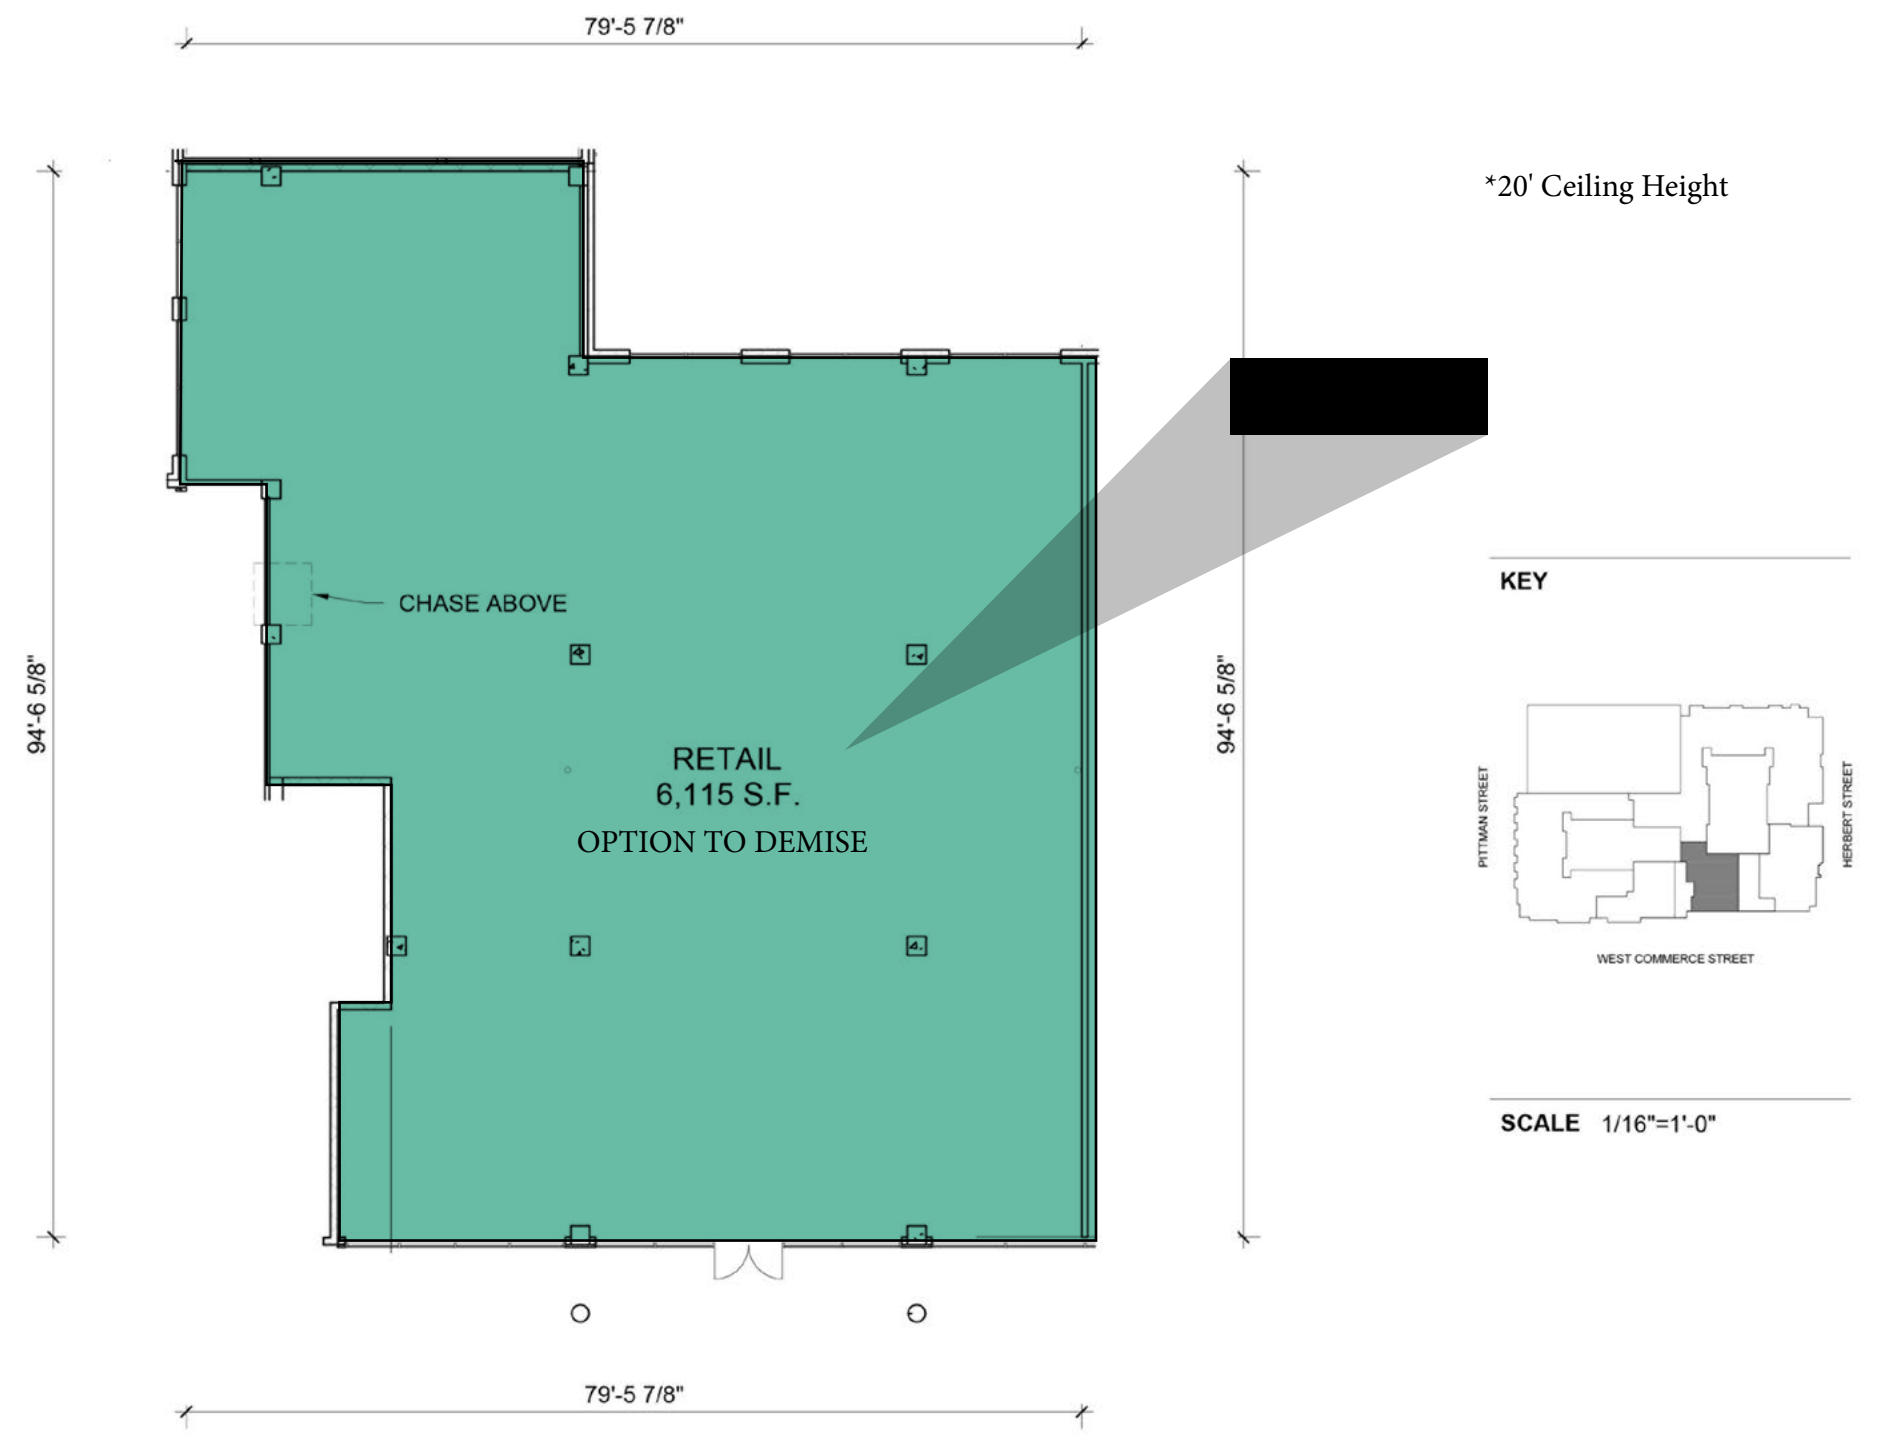 79'-5 7/8"
*20' Ceiling Height
KEY
CHASE ABOVE
94'-6 5/8"
94'-6 5/8"
RETAIL
6,115 S.F.
OPTION TO DEMISE
PITTMAN STREET
HERBERT STREET
WEST COMMERCE STREET
SCALE 1/16"=1'-0"
79'-5 7/8"